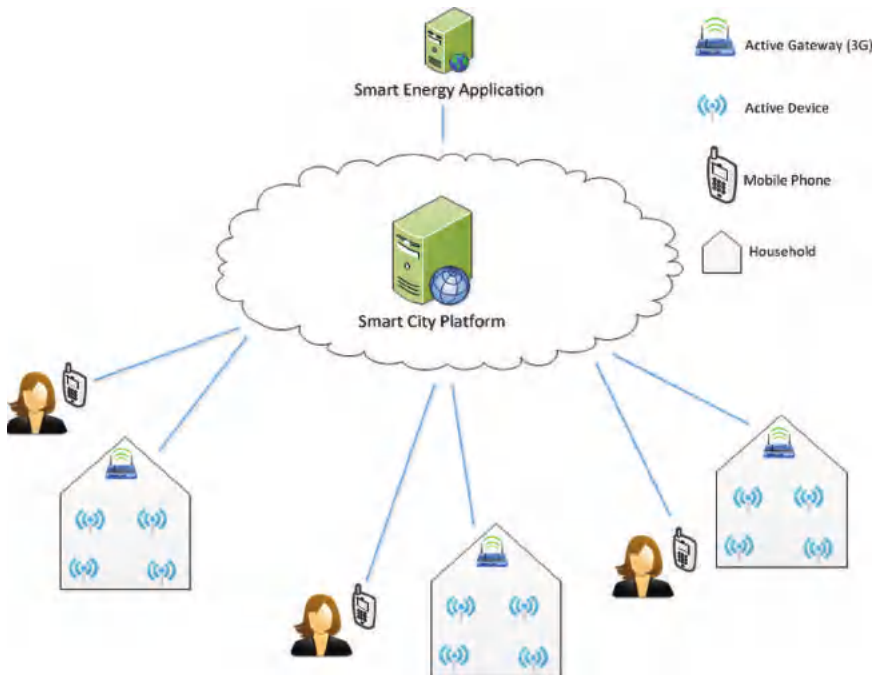 Smart Energy Application
Active Gateway (3G)
Active Device
Mobile Phone
Household
Smart City Platform